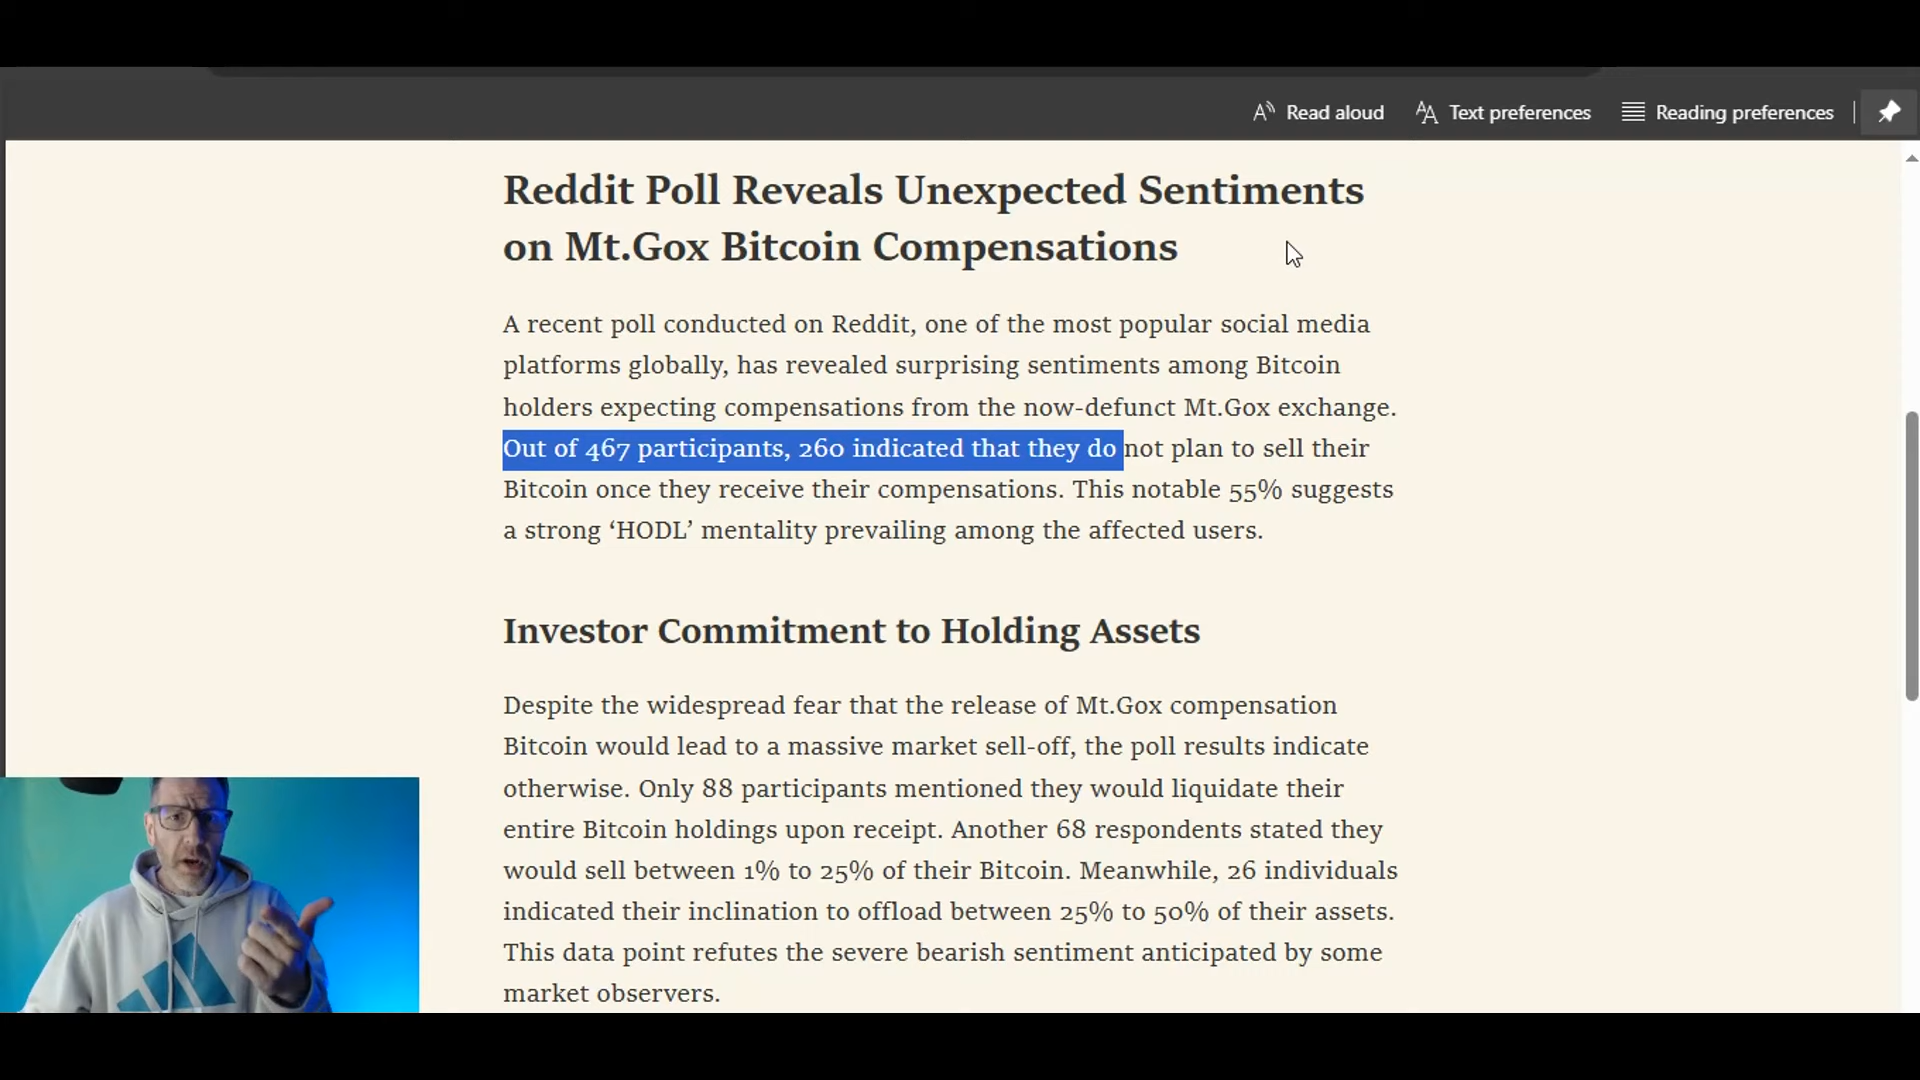 Read aloud
Text preferences
Reading preferences
Reddit Poll Reveals Unexpected Sentiments
on Mt.Gox Bitcoin Compensations
A recent poll conducted on Reddit, one of the most popular social media
platforms globally, has revealed surprising sentiments among Bitcoin
holders expecting compensations from the now-defunct Mt.Gox exchange.
Out of 467 participants, 260 indicated that they do not plan to sell their
Bitcoin once they receive their compensations. This notable 55% suggests
a strong ‘HODL’ mentality prevailing among the affected users.
Investor Commitment to Holding Assets
Despite the widespread fear that the release of Mt.Gox compensation
Bitcoin would lead to a massive market sell-off, the poll results indicate
otherwise. Only 88 participants mentioned they would liquidate their
entire Bitcoin holdings upon receipt. Another 68 respondents stated they
would sell between 1% to 25% of their Bitcoin. Meanwhile, 26 individuals
indicated their inclination to offload between 25% to 50% of their assets.
This data point refutes the severe bearish sentiment anticipated by some
market observers.